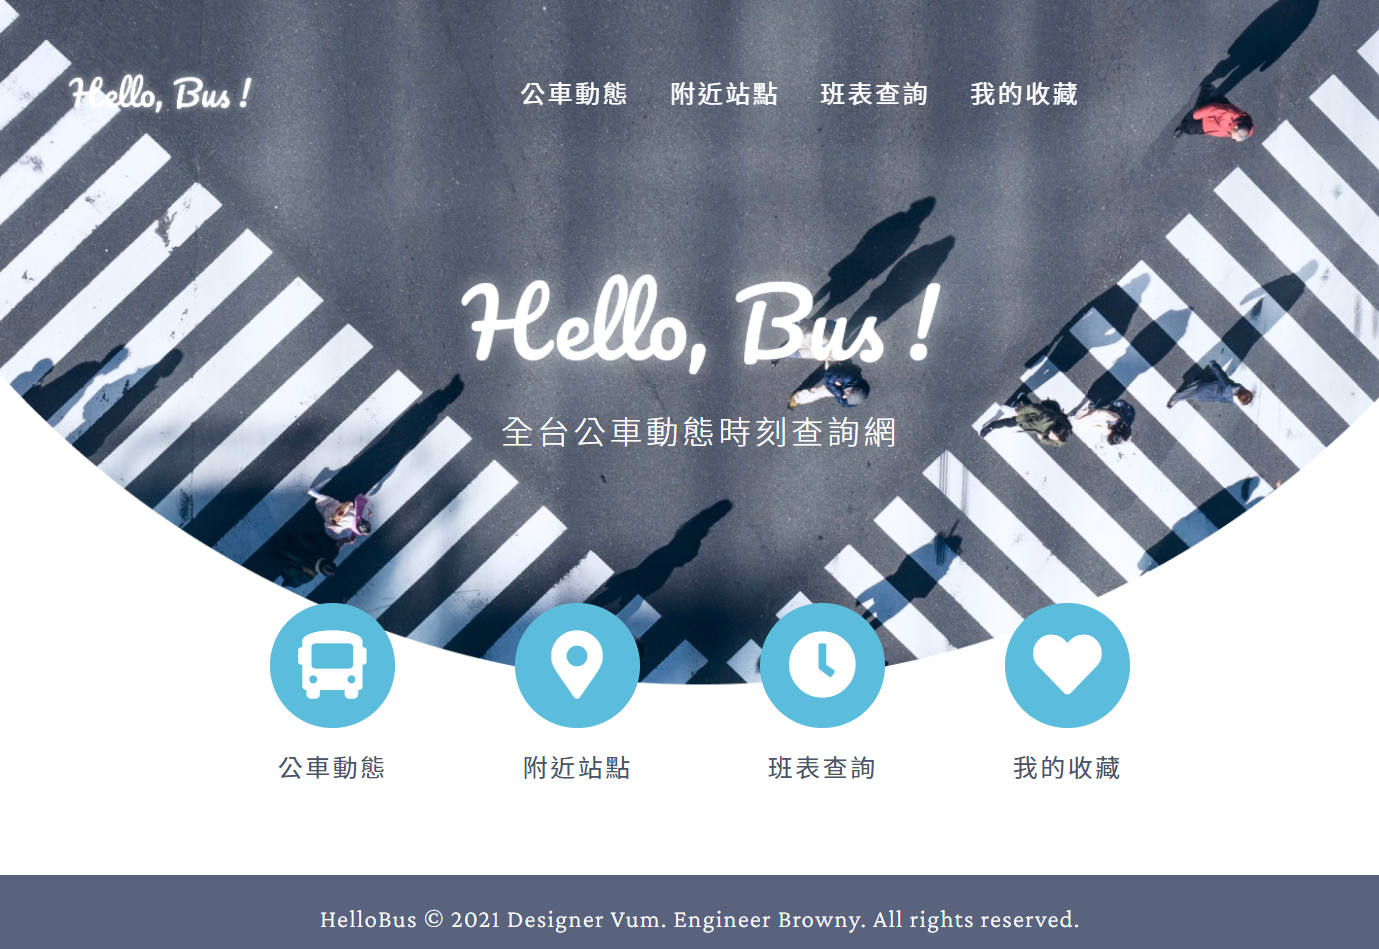 Hello, Bus !
公車動態 附近站點 班表查詢 我的收藏
Hello, Bus !
全台公車動態時刻查詢網
公車動態 附近站點 班表查詢 我的收藏
HelloBus © 2021 Designer Vum. Engineer Browny. All rights reserved.